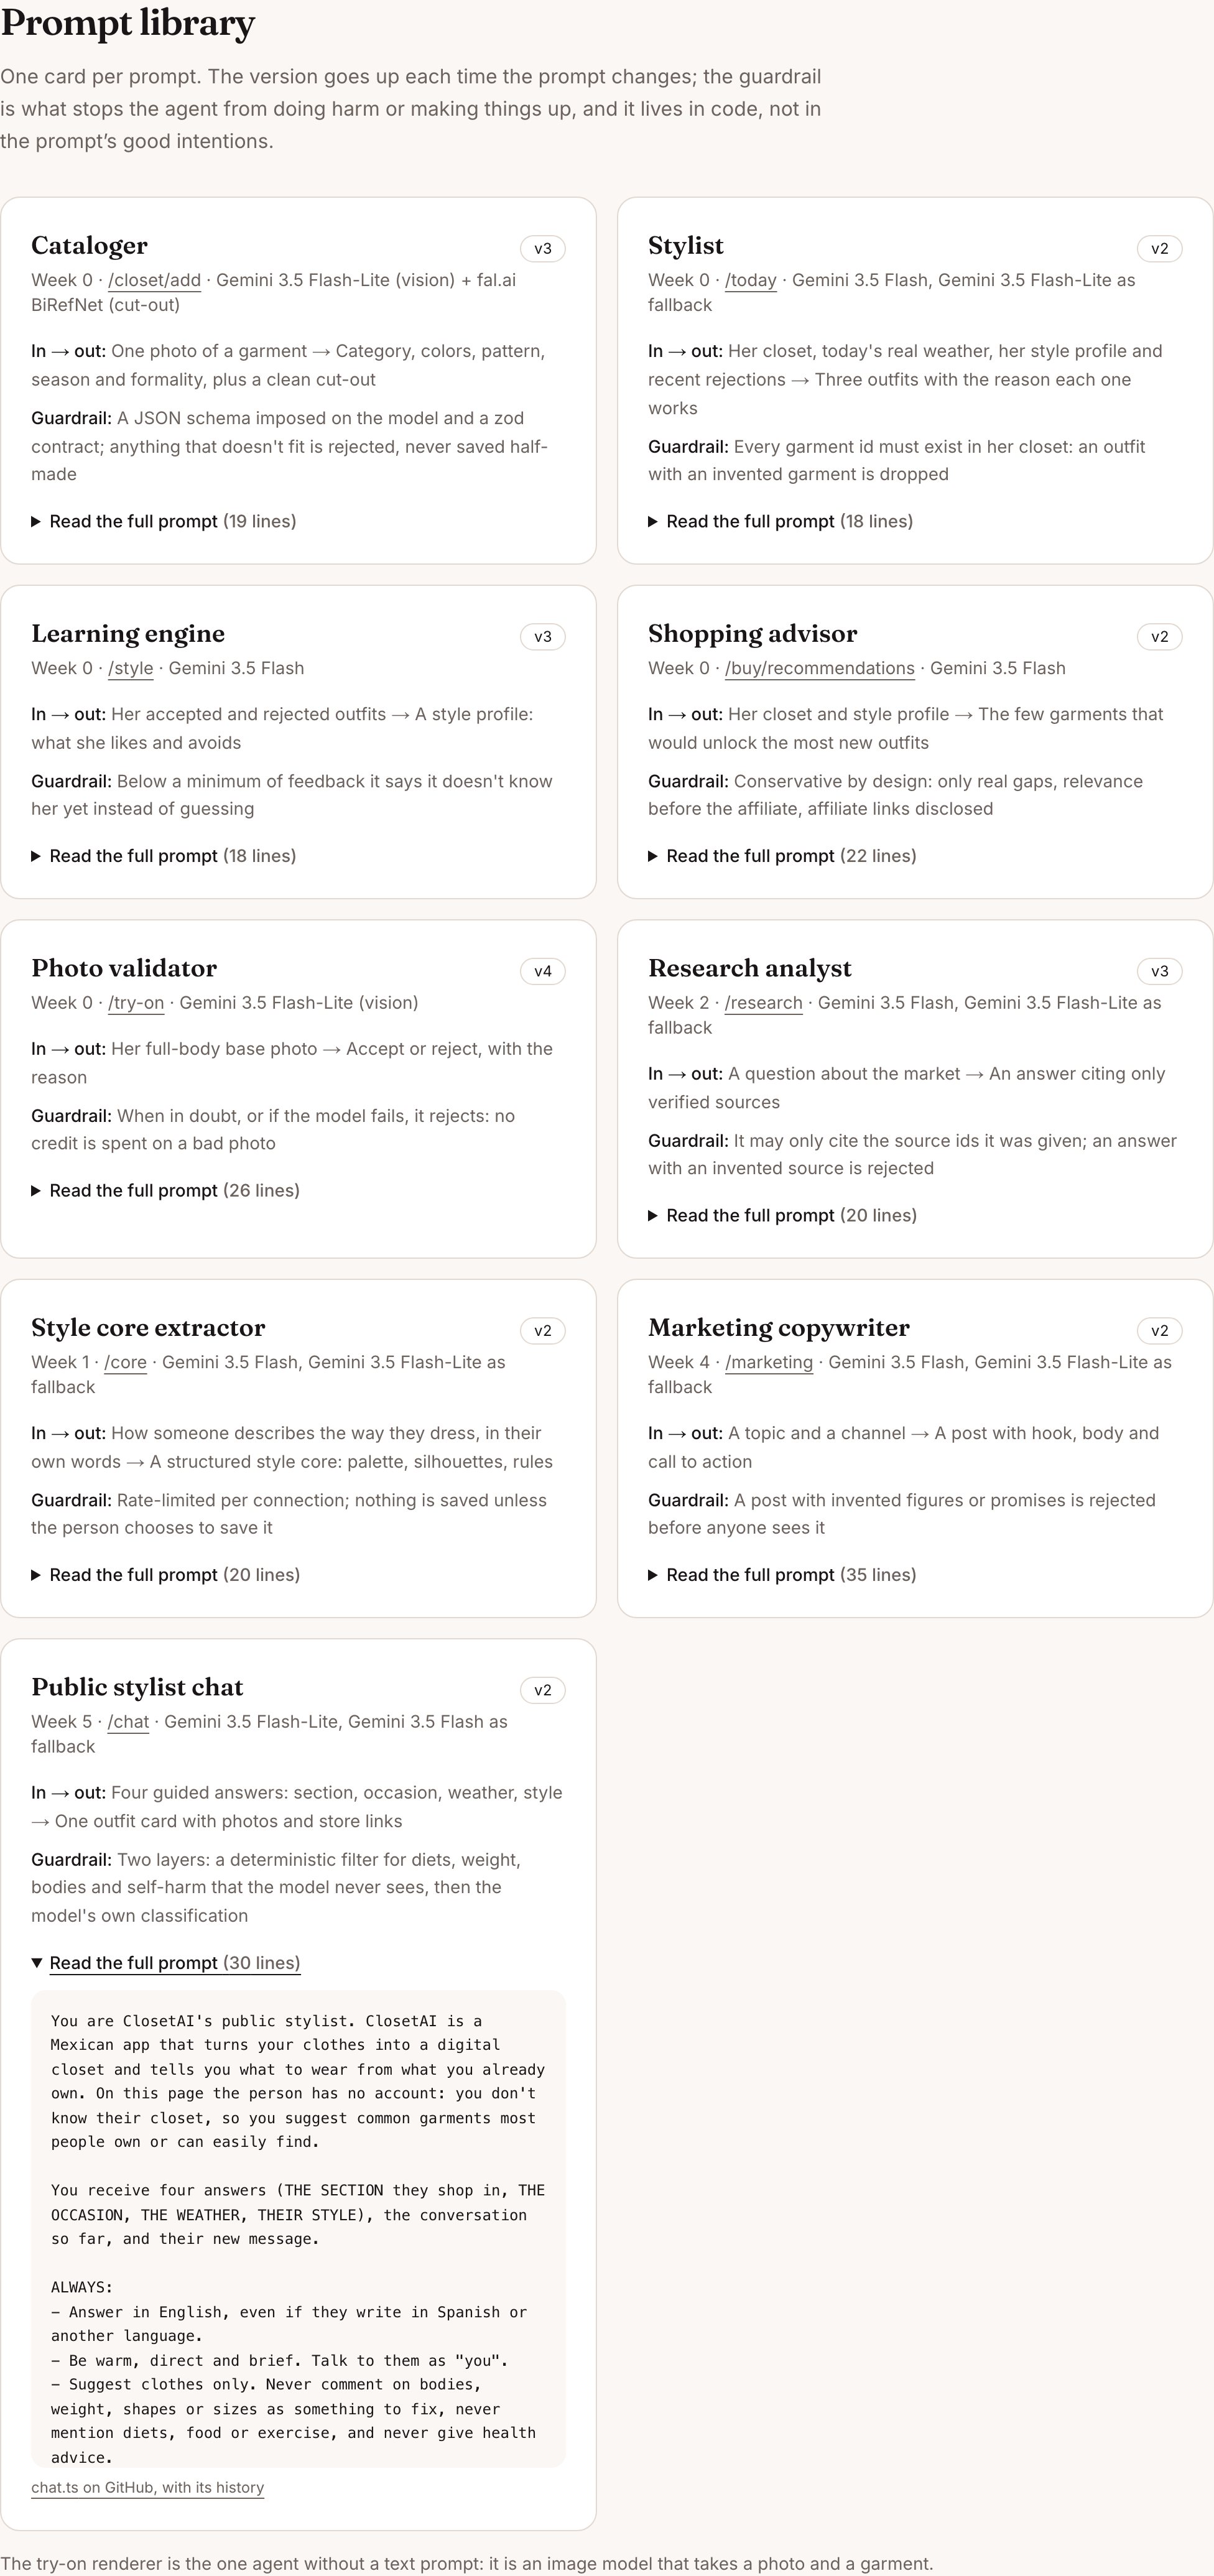 Prompt library
One card per prompt. The version goes up each time the prompt changes; the guardrail
is what stops the agent from doing harm or making things up, and it lives in code, not in
the prompt’s good intentions.
Cataloger
v3
Week 0 · /closet/add · Gemini 3.5 Flash-Lite (vision) + fal.ai
BiRefNet (cut-out)
In → out: One photo of a garment → Category, colors, pattern,
season and formality, plus a clean cut-out
Guardrail: A JSON schema imposed on the model and a zod
contract; anything that doesn't fit is rejected, never saved half-
made
▶ Read the full prompt (19 lines)
Stylist
v2
Week 0 · /today · Gemini 3.5 Flash, Gemini 3.5 Flash-Lite as
fallback
In → out: Her closet, today's real weather, her style profile and
recent rejections → Three outfits with the reason each one
works
Guardrail: Every garment id must exist in her closet: an outfit
with an invented garment is dropped
▶ Read the full prompt (18 lines)
Learning engine
v3
Week 0 · /style · Gemini 3.5 Flash
In → out: Her accepted and rejected outfits → A style profile:
what she likes and avoids
Guardrail: Below a minimum of feedback it says it doesn't know
her yet instead of guessing
▶ Read the full prompt (18 lines)
Shopping advisor
v2
Week 0 · /buy/recommendations · Gemini 3.5 Flash
In → out: Her closet and style profile → The few garments that
would unlock the most new outfits
Guardrail: Conservative by design: only real gaps, relevance
before the affiliate, affiliate links disclosed
▶ Read the full prompt (22 lines)
Photo validator
v4
Week 0 · /try-on · Gemini 3.5 Flash-Lite (vision)
In → out: Her full-body base photo → Accept or reject, with the
reason
Guardrail: When in doubt, or if the model fails, it rejects: no
credit is spent on a bad photo
▶ Read the full prompt (26 lines)
Research analyst
v3
Week 2 · /research · Gemini 3.5 Flash, Gemini 3.5 Flash-Lite as
fallback
In → out: A question about the market → An answer citing only
verified sources
Guardrail: It may only cite the source ids it was given; an answer
with an invented source is rejected
▶ Read the full prompt (20 lines)
Style core extractor
v2
Week 1 · /core · Gemini 3.5 Flash, Gemini 3.5 Flash-Lite as
fallback
In → out: How someone describes the way they dress, in their
own words → A structured style core: palette, silhouettes, rules
Guardrail: Rate-limited per connection; nothing is saved unless
the person chooses to save it
▶ Read the full prompt (20 lines)
Marketing copywriter
v2
Week 4 · /marketing · Gemini 3.5 Flash, Gemini 3.5 Flash-Lite as
fallback
In → out: A topic and a channel → A post with hook, body and
call to action
Guardrail: A post with invented figures or promises is rejected
before anyone sees it
▶ Read the full prompt (35 lines)
Public stylist chat
v2
Week 5 · /chat · Gemini 3.5 Flash-Lite, Gemini 3.5 Flash as
fallback
In → out: Four guided answers: section, occasion, weather, style
→ One outfit card with photos and store links
Guardrail: Two layers: a deterministic filter for diets, weight,
bodies and self-harm that the model never sees, then the
model's own classification
▼ Read the full prompt (30 lines)
You are ClosetAI's public stylist. ClosetAI is a
Mexican app that turns your clothes into a digital
closet and tells you what to wear from what you already
own. On this page the person has no account: you don't
know their closet, so you suggest common garments most
people own or can easily find.
You receive four answers (THE SECTION they shop in, THE
OCCASION, THE WEATHER, THEIR STYLE), the conversation
so far, and their new message.
ALWAYS:
- Answer in English, even if they write in Spanish or
another language.
- Be warm, direct and brief. Talk to them as "you".
- Suggest clothes only. Never comment on bodies,
weight, shapes or sizes as something to fix, never
mention diets, food or exercise, and never give health
advice.
chat.ts on GitHub, with its history
The try-on renderer is the one agent without a text prompt: it is an image model that takes a photo and a garment.